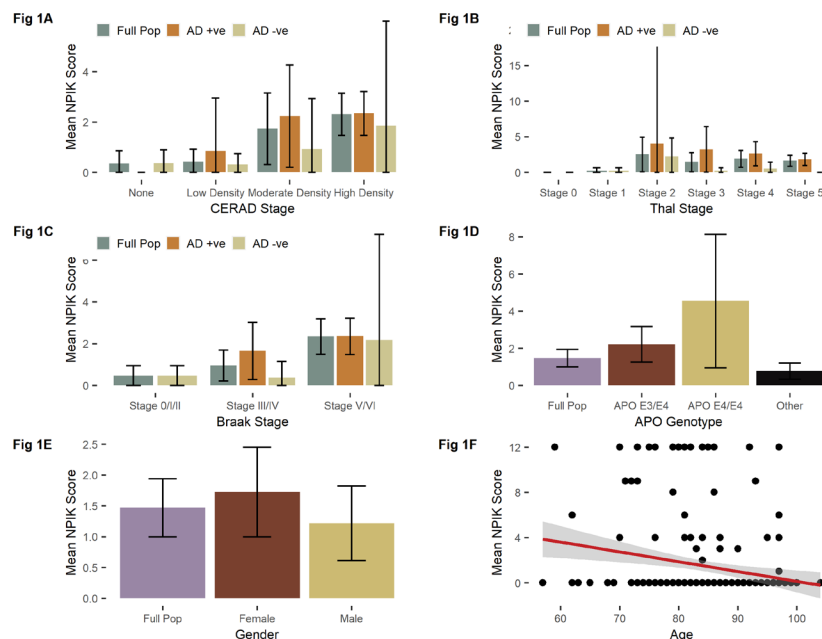 Fig 1A
Full Pop AD +ve AD -ve
Mean NPIK Score
4
2
0
None Low Density Moderate Density High Density
CERAD Stage
Fig 1B
Full Pop AD +ve AD -ve
Mean NPIK Score
15
10
5
0
Stage 0 Stage 1 Stage 2 Stage 3 Stage 4 Stage 5
Thal Stage
Fig 1C
Full Pop AD +ve AD -ve
Mean NPIK Score
6
4
2
0
Stage 0/I/II Stage III/IV Stage V/VI
Braak Stage
Fig 1D
Mean NPIK Score
8
6
4
2
0
Full Pop APO E3/E4 APO E4/E4 Other
APO Genotype
Fig 1E
Mean NPIK Score
2.5
2.0
1.5
1.0
0.5
0.0
Full Pop Female Male
Gender
Fig 1F
Mean NPIK Score
12
8
4
0
60 70 80 90 100
Age